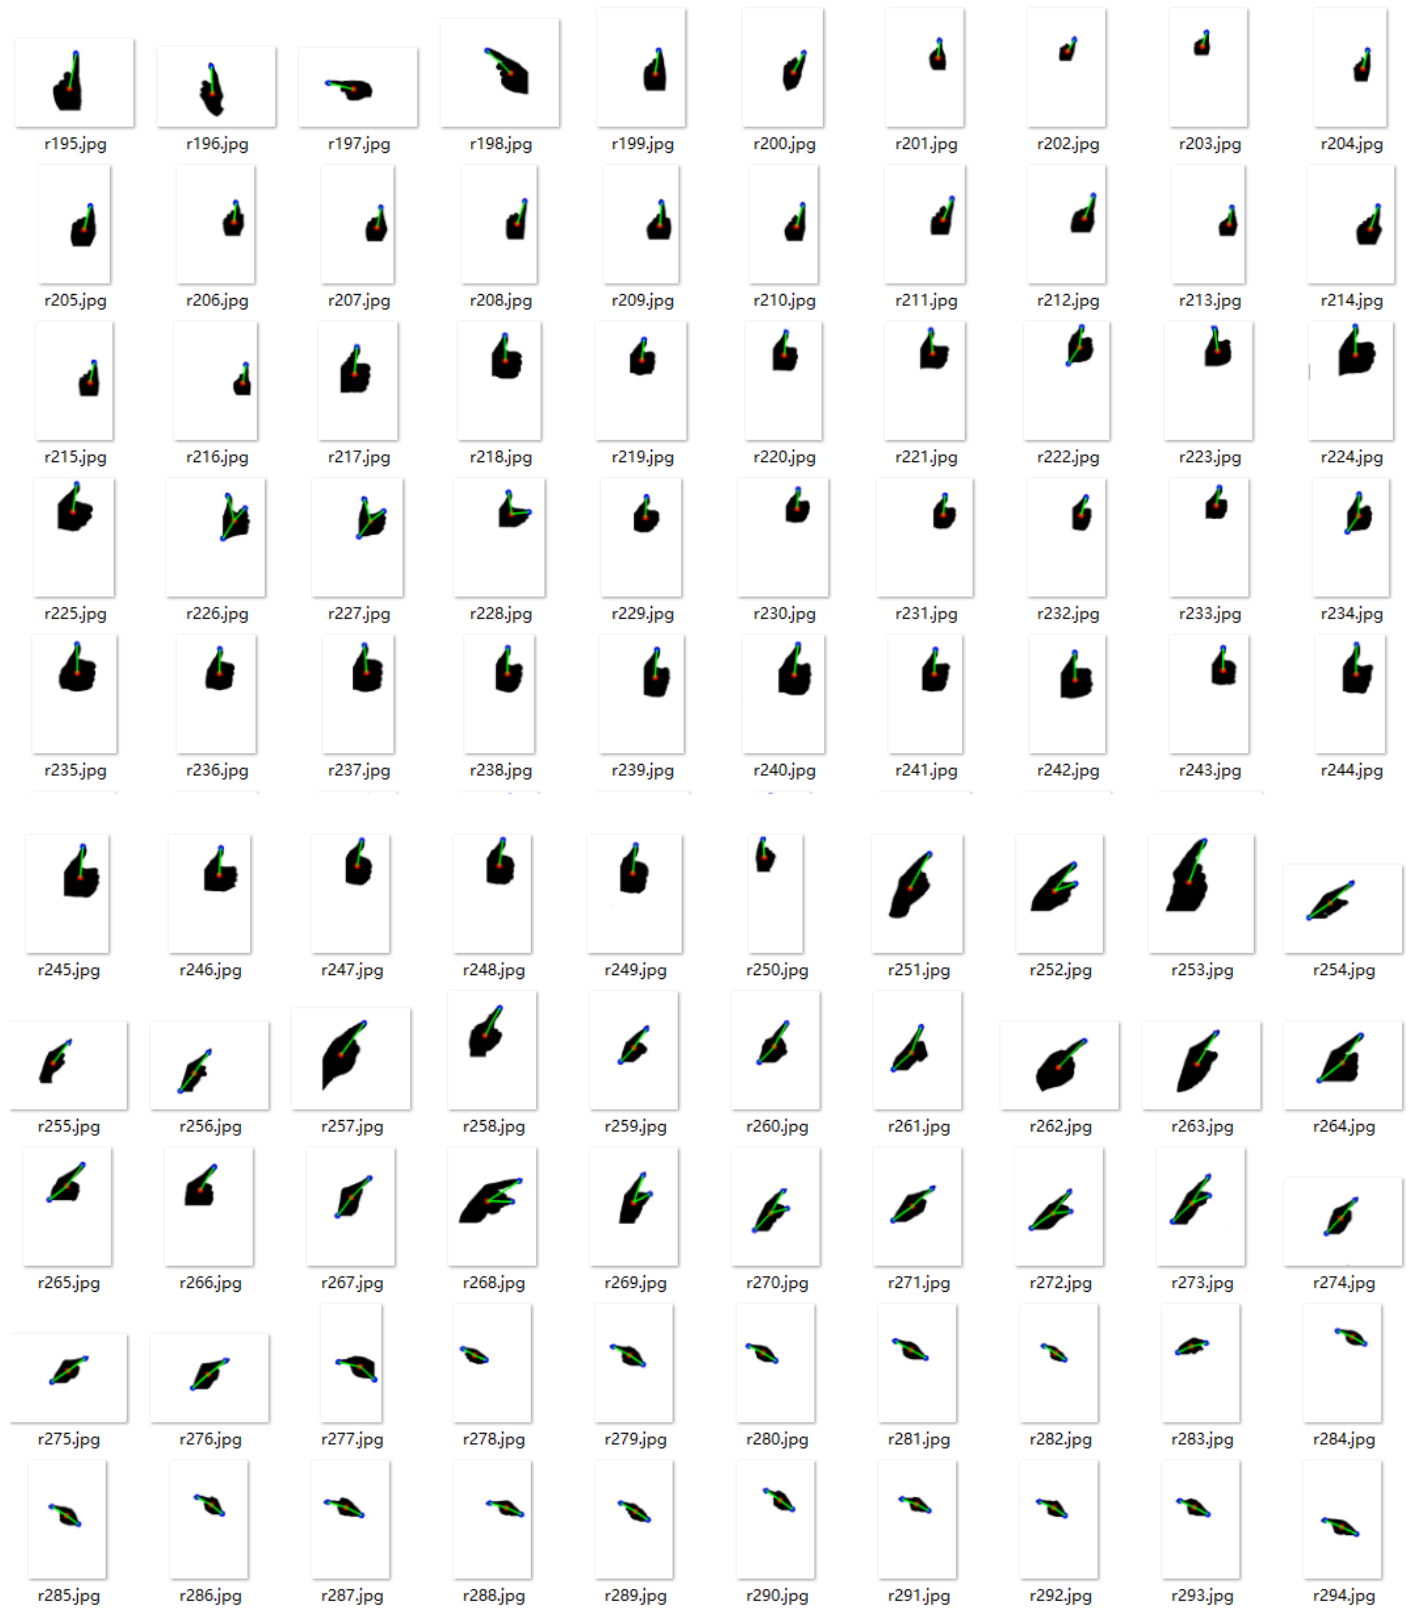 r195.jpg r196.jpg r197.jpg r198.jpg r199.jpg r200.jpg r201.jpg r202.jpg r203.jpg r204.jpg
r205.jpg r206.jpg r207.jpg r208.jpg r209.jpg r210.jpg r211.jpg r212.jpg r213.jpg r214.jpg
r215.jpg r216.jpg r217.jpg r218.jpg r219.jpg r220.jpg r221.jpg r222.jpg r223.jpg r224.jpg
r225.jpg r226.jpg r227.jpg r228.jpg r229.jpg r230.jpg r231.jpg r232.jpg r233.jpg r234.jpg
r235.jpg r236.jpg r237.jpg r238.jpg r239.jpg r240.jpg r241.jpg r242.jpg r243.jpg r244.jpg
r245.jpg r246.jpg r247.jpg r248.jpg r249.jpg r250.jpg r251.jpg r252.jpg r253.jpg r254.jpg
r255.jpg r256.jpg r257.jpg r258.jpg r259.jpg r260.jpg r261.jpg r262.jpg r263.jpg r264.jpg
r265.jpg r266.jpg r267.jpg r268.jpg r269.jpg r270.jpg r271.jpg r272.jpg r273.jpg r274.jpg
r275.jpg r276.jpg r277.jpg r278.jpg r279.jpg r280.jpg r281.jpg r282.jpg r283.jpg r284.jpg
r285.jpg r286.jpg r287.jpg r288.jpg r289.jpg r290.jpg r291.jpg r292.jpg r293.jpg r294.jpg